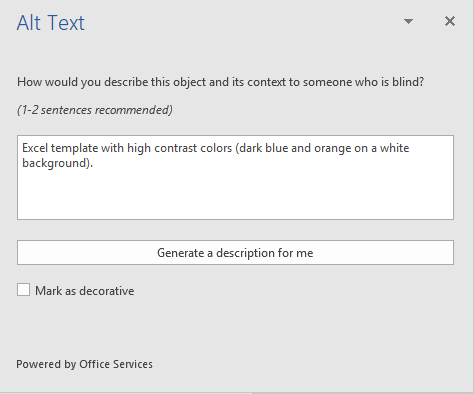 Alt Text
How would you describe this object and its context to someone who is blind?
(1-2 sentences recommended)
Excel template with high contrast colors (dark blue and orange on a white
background).
Generate a description for me
Mark as decorative
Powered by Office Services